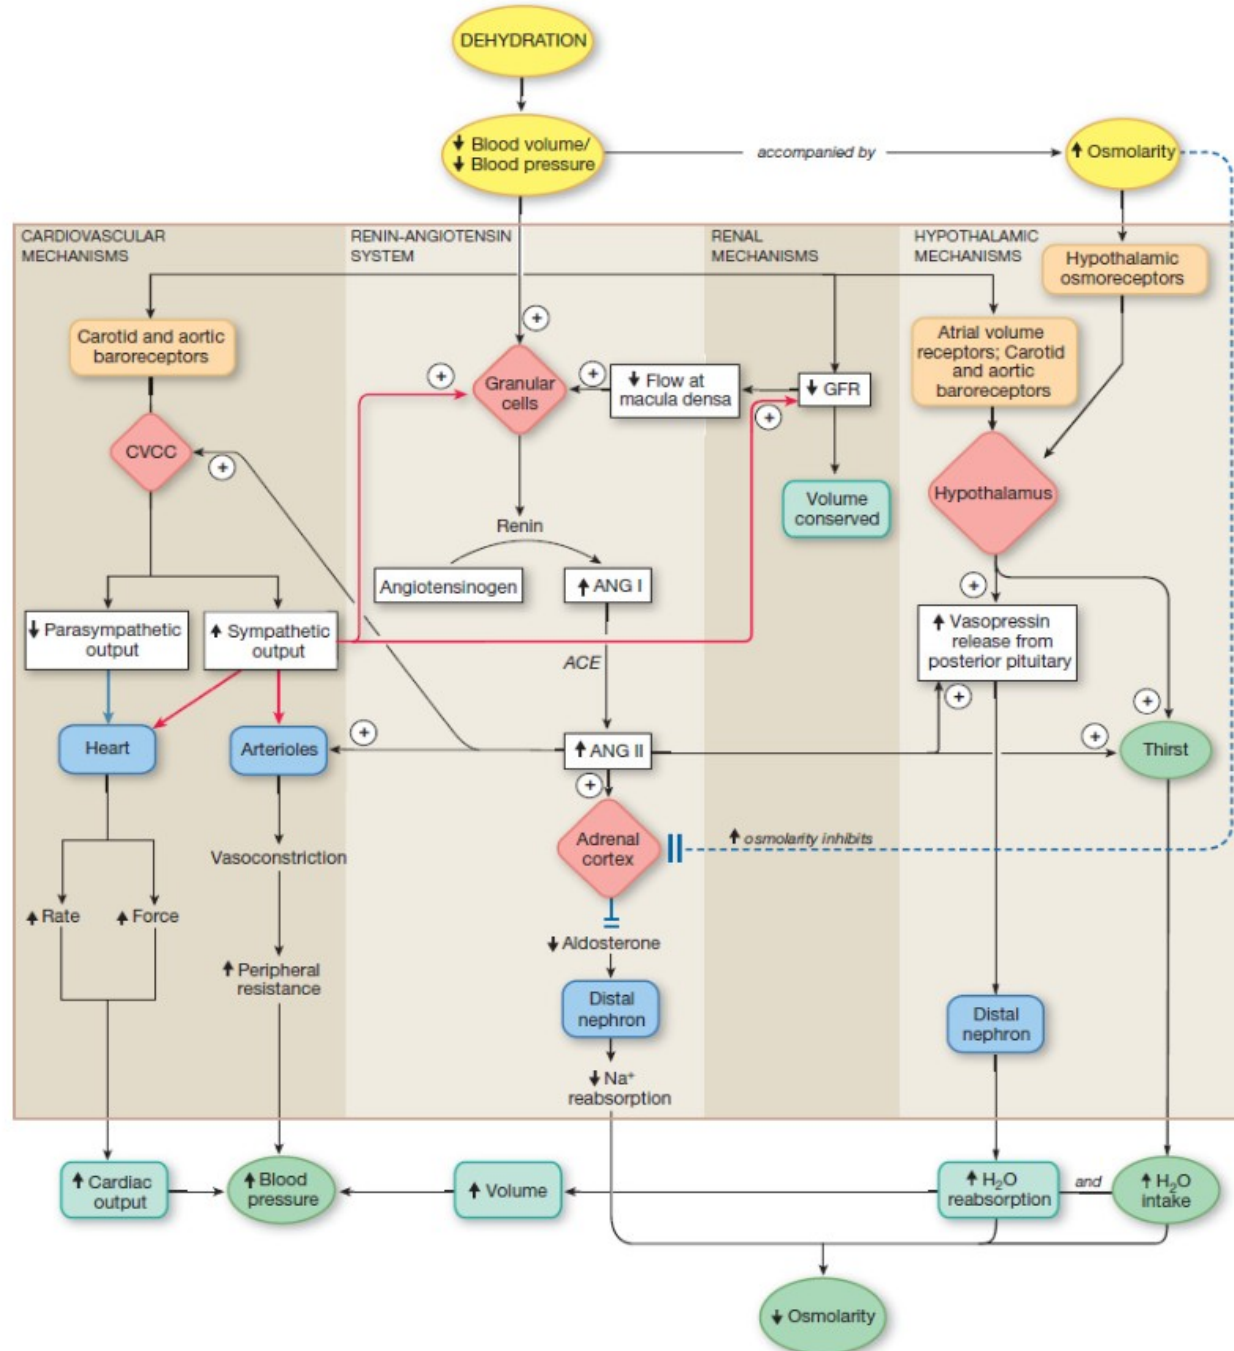 DEHYDRATION
↓ Blood volume/
↓ Blood pressure
accompanied by
↑ Osmolarity
CARDIOVASCULAR
MECHANISMS
RENIN-ANGIOTENSIN
SYSTEM
RENAL
MECHANISMS
HYPOTHALAMIC
MECHANISMS
Hypothalamic
osmoreceptors
Carotid and aortic
baroreceptors
+
Granular
cells
+
+
↓ Flow at
macula densa
↓ GFR
+
Atrial volume
receptors; Carotid
and aortic
baroreceptors
CVCC
+
Hypothalamus
Volume
conserved
Renin
Angiotensinogen
↑ ANG I
+
↓ Parasympathetic
output
↑ Sympathetic
output
ACE
↑ Vasopressin
release from
posterior pituitary
+
+
Heart
Arterioles
+
↑ ANG II
+
Thirst
+
Adrenal
cortex
↑ osmolarity inhibits
Vasoconstriction
↑ Rate
↑ Force
↓ Aldosterone
↑ Peripheral
resistance
Distal
nephron
Distal
nephron
↓ Na⁺
reabsorption
↑ Cardiac
output
↑ Blood
pressure
↑ Volume
↑ H₂O
reabsorption
and
↑ H₂O
intake
↓ Osmolarity